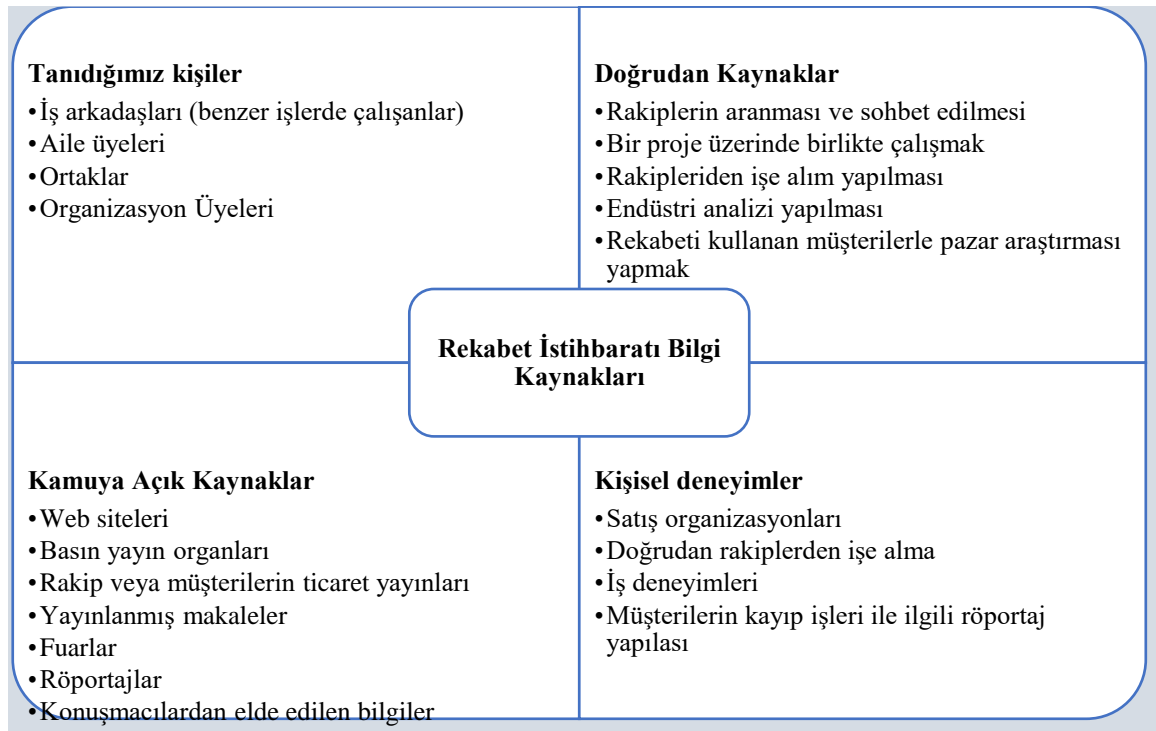 Tanıdığımız kişiler
•İş arkadaşları (benzer işlerde çalışanlar)
•Aile üyeleri
•Ortaklar
•Organizasyon Üyeleri
Doğrudan Kaynaklar
•Rakiplerin aranması ve sohbet edilmesi
•Bir proje üzerinde birlikte çalışmak
•Rakipleriden işe alım yapılması
•Endüstri analizi yapılması
•Rekabeti kullanan müşterilerle pazar araştırması
yapmak
Rekabet İstihbaratı Bilgi
Kaynakları
Kamuya Açık Kaynaklar
•Web siteleri
•Basın yayın organları
•Rakip veya müşterilerin ticaret yayınları
•Yayınlanmış makaleler
•Fuarlar
•Röportajlar
•Konuşmacılardan elde edilen bilgiler
Kişisel deneyimler
•Satış organizasyonları
•Doğrudan rakiplerden işe alma
•İş deneyimleri
•Müşterilerin kayıp işleri ile ilgili röportaj
yapılası